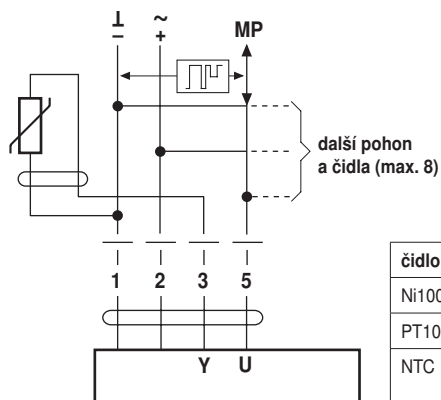 ⊥ ~ MP
− +
další pohon
a čidla (max. 8)
1 2 3 5
Y U
čidlo
Ni100
PT10
NTC